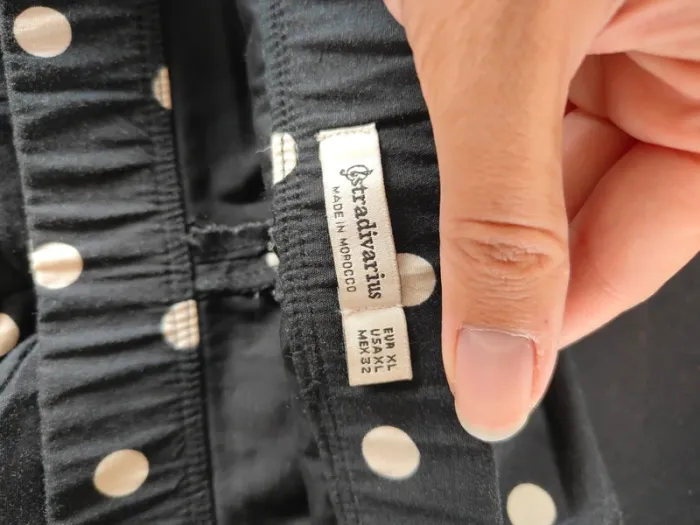 Stradivarius
MADE IN MOROCCO
EUR XL
USA XL
MEX 32